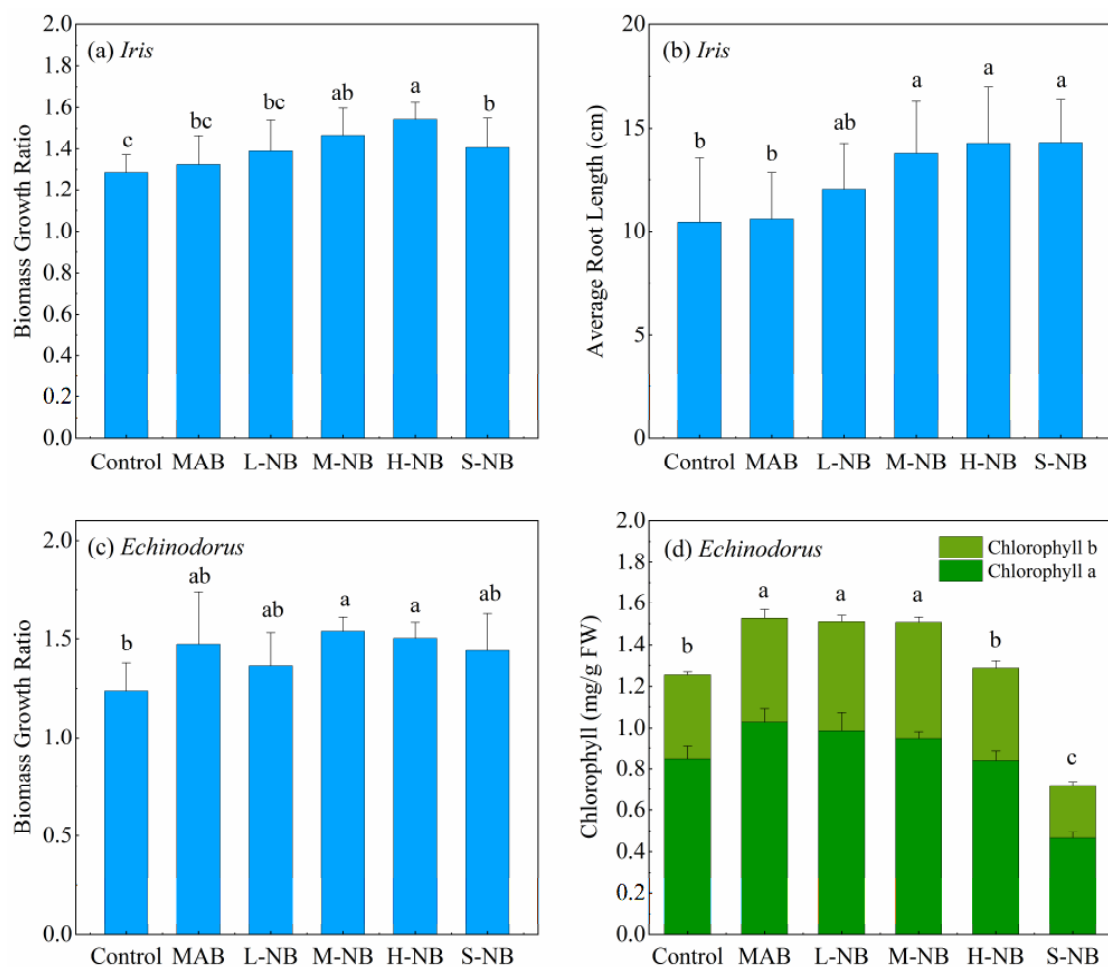 (a) Iris
Biomass Growth Ratio
2.0
1.8
1.6
1.4
1.2
1.0
0.8
0.6
0.4
0.2
0.0
c
bc
bc
ab
a
b
Control MAB L-NB M-NB H-NB S-NB
(b) Iris
Average Root Length (cm)
20
15
10
5
0
b
b
ab
a
a
a
Control MAB L-NB M-NB H-NB S-NB
(c) Echinodorus
Biomass Growth Ratio
2.0
1.5
1.0
0.5
0.0
b
ab
ab
a
a
ab
Control MAB L-NB M-NB H-NB S-NB
(d) Echinodorus
Chlorophyll b
Chlorophyll a
Chlorophyll (mg/g FW)
2.0
1.8
1.6
1.4
1.2
1.0
0.8
0.6
0.4
0.2
0.0
b
a
a
a
b
c
Control MAB L-NB M-NB H-NB S-NB